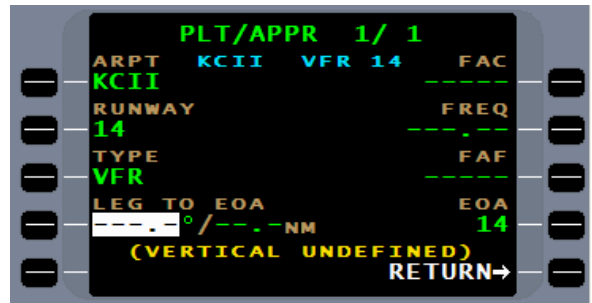 PLT/APPR 1/ 1
ARPT KCII VFR 14 FAC
KCII -----
RUNWAY FREQ
14 ---.--
TYPE FAF
VFR -----
LEG TO EOA EOA
---.-°/--.-NM 14
(VERTICAL UNDEFINED)
RETURN→